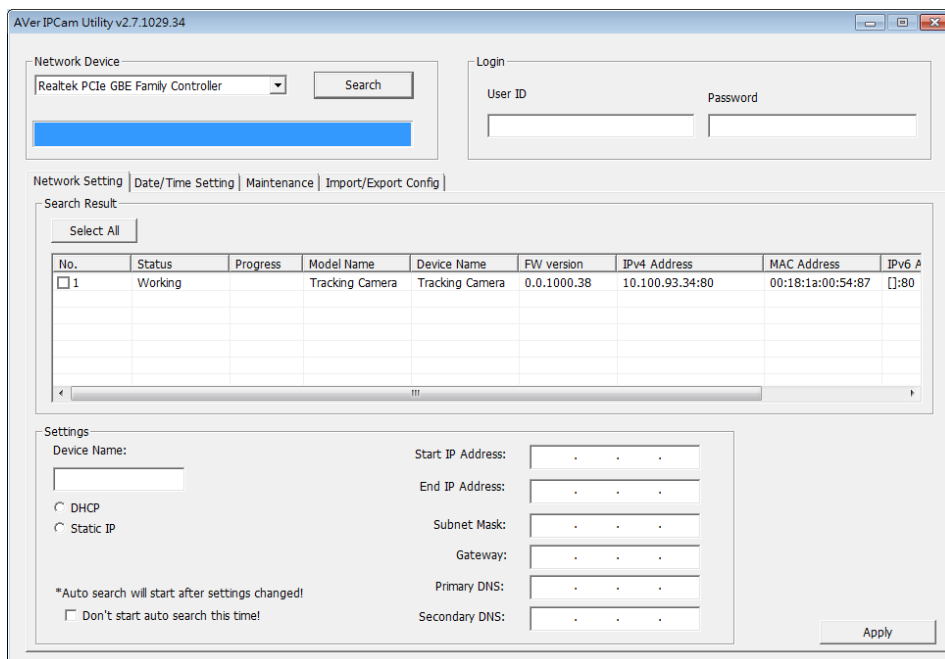 AVer IPCam Utility v2.7.1029.34
Network Device
Realtek PCIe GBE Family Controller
Search
Login
User ID
Password
Network Setting
Date/Time Setting
Maintenance
Import/Export Config
Search Result
Select All
No. Status Progress Model Name Device Name FW version IPv4 Address MAC Address IPv6 A
1 Working Tracking Camera Tracking Camera 0.0.1000.38 10.100.93.34:80 00:18:1a:00:54:87 []:80
Settings
Device Name:
DHCP
Static IP
*Auto search will start after settings changed!
Don't start auto search this time!
Start IP Address: . . .
End IP Address: . . .
Subnet Mask: . . .
Gateway: . . .
Primary DNS: . . .
Secondary DNS: . . .
Apply